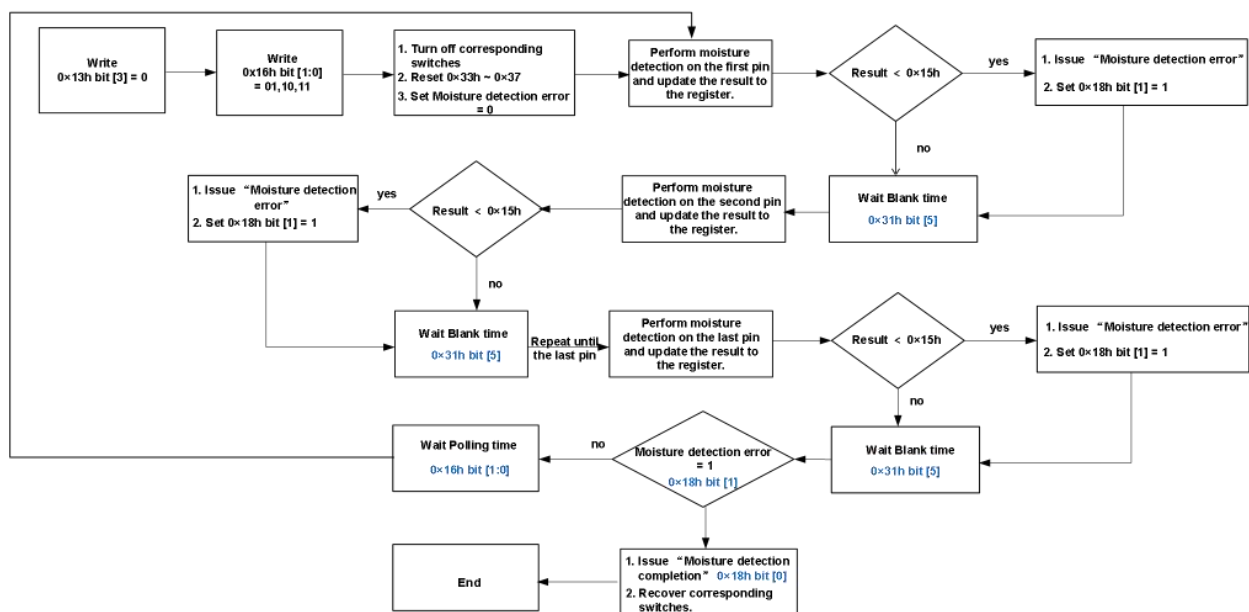 Write
0×13h bit [3] = 0
Write
0x16h bit [1:0]
= 01,10,11
1. Turn off corresponding
switches
2. Reset 0×33h ~ 0×37
3. Set Moisture detection error
= 0
Perform moisture
detection on the first pin
and update the result to
the register.
Result < 0×15h
yes
1. Issue “Moisture detection error”
2. Set 0×18h bit [1] = 1
no
1. Issue “Moisture detection
error”
2. Set 0×18h bit [1] = 1
yes
Result < 0×15h
Perform moisture
detection on the second pin
and update the result to
the register.
Wait Blank time
0×31h bit [5]
no
Wait Blank time
0×31h bit [5]
Repeat until
the last pin
Perform moisture
detection on the last pin
and update the result to
the register.
Result < 0×15h
yes
1. Issue “Moisture detection error”
2. Set 0×18h bit [1] = 1
no
Wait Polling time
0×16h bit [1:0]
no
Moisture detection error
= 1
0×18h bit [1]
Wait Blank time
0×31h bit [5]
End
1. Issue “Moisture detection
completion” 0×18h bit [0]
2. Recover corresponding
switches.